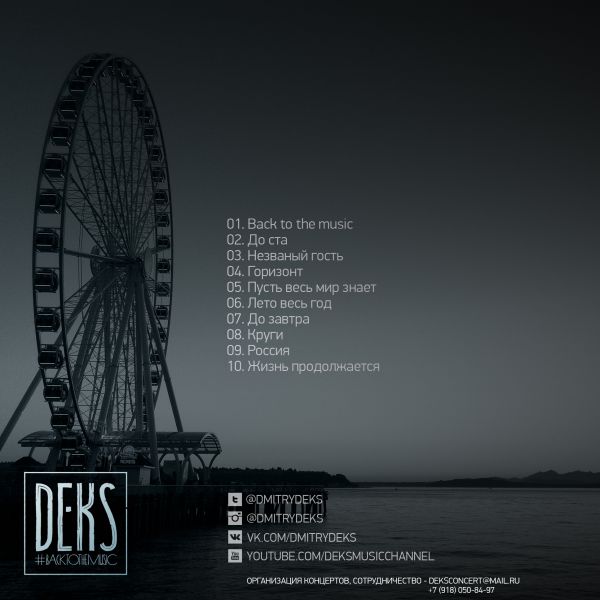 01. Back to the music
02. До ста
03. Незваный гость
04. Горизонт
05. Пусть весь мир знает
06. Лето весь год
07. До завтра
08. Круги
09. Россия
10. Жизнь продолжается
DEKS
#BACKTOTHEMUSIC
@DMITRYDEKS
@DMITRYDEKS
VK.COM/DMITRYDEKS
YOUTUBE.COM/DEKSMUSICCHANNEL
ОРГАНИЗАЦИЯ КОНЦЕРТОВ, СОТРУДНИЧЕСТВО - DEKSCONCERT@MAIL.RU
+7 (918) 050-84-97